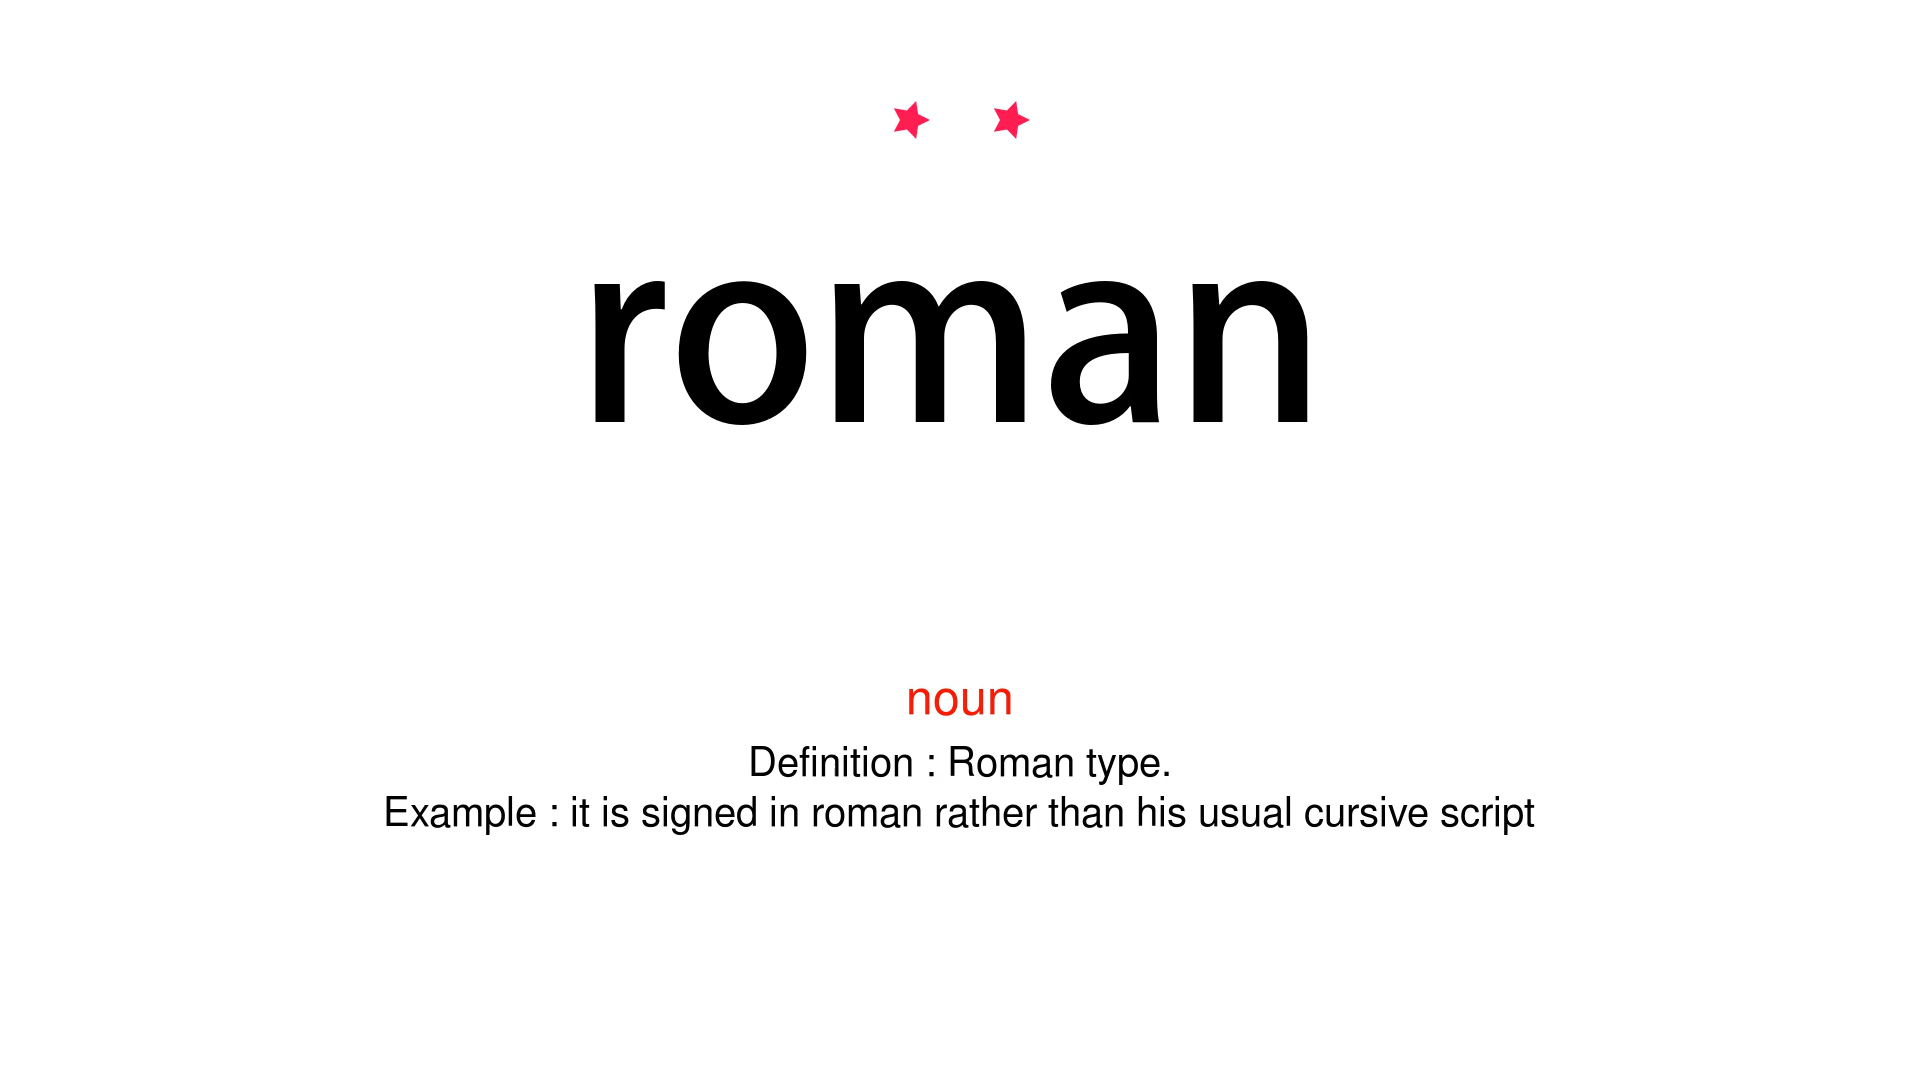 roman
noun
Definition : Roman type.
Example : it is signed in roman rather than his usual cursive script